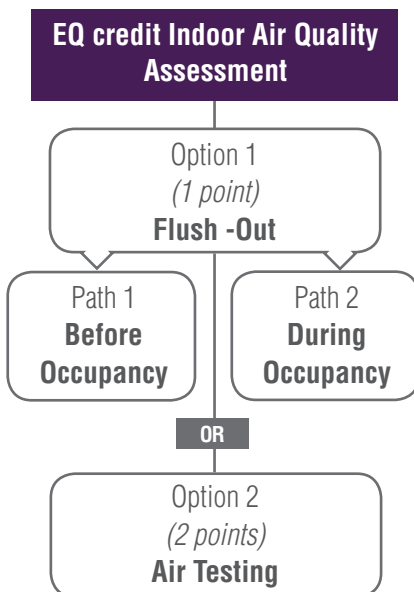 EQ credit Indoor Air Quality
Assessment
Option 1
(1 point)
Flush -Out
Path 1
Before
Occupancy
Path 2
During
Occupancy
OR
Option 2
(2 points)
Air Testing